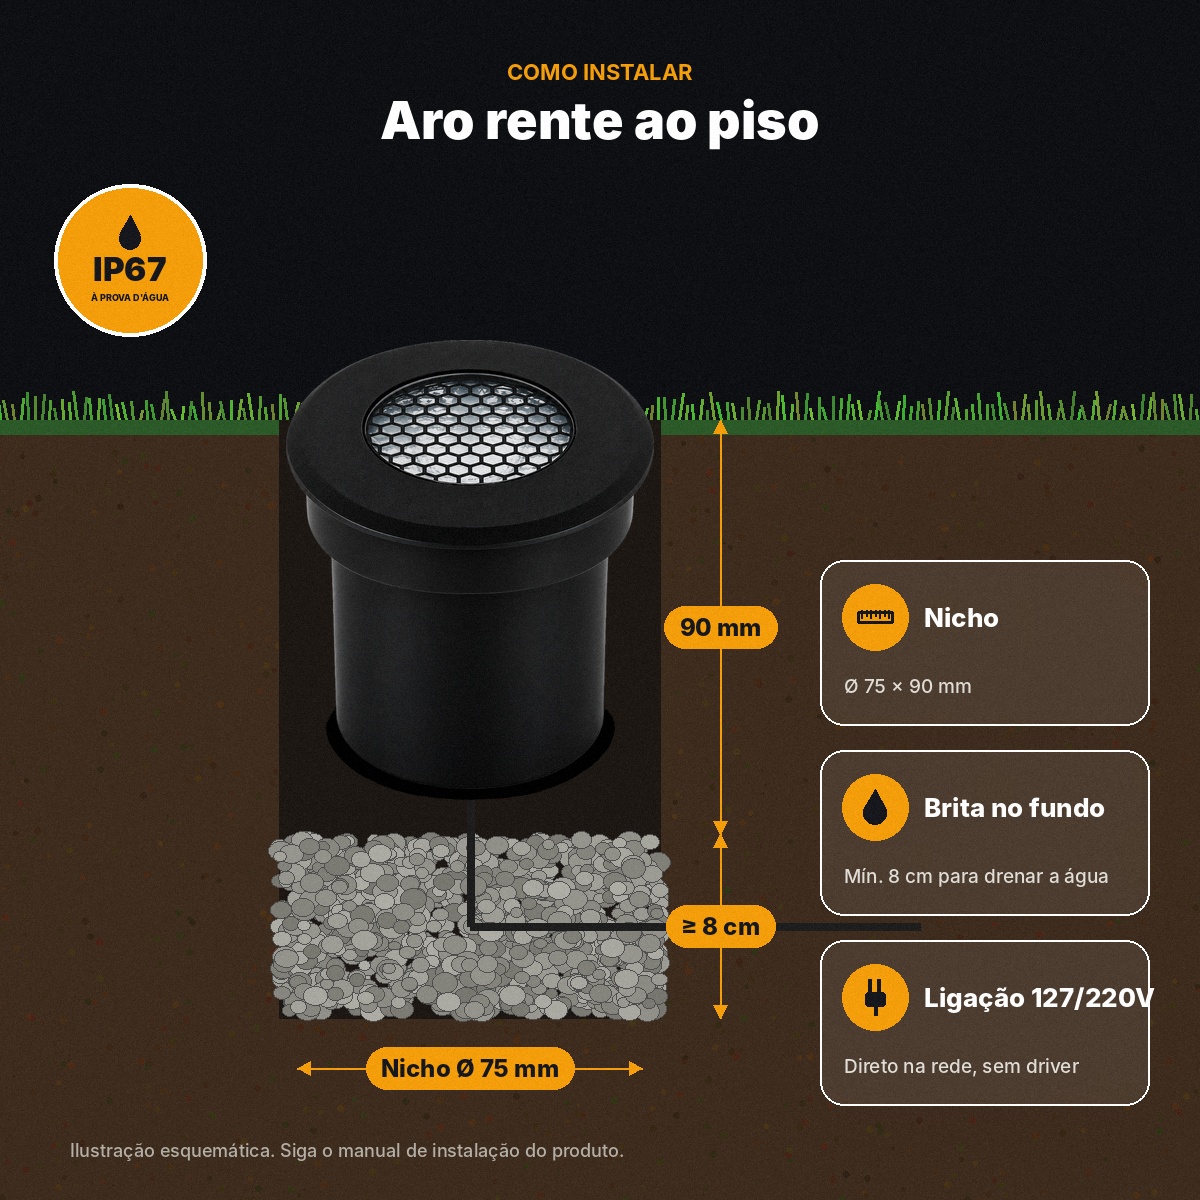 COMO INSTALAR
Aro rente ao piso
IP67
À PROVA D'ÁGUA
90 mm
Nicho
Ø 75 × 90 mm
Brita no fundo
Mín. 8 cm para drenar a água
≥ 8 cm
Ligação 127/220V
Direto na rede, sem driver
Nicho Ø 75 mm
Ilustração esquemática. Siga o manual de instalação do produto.